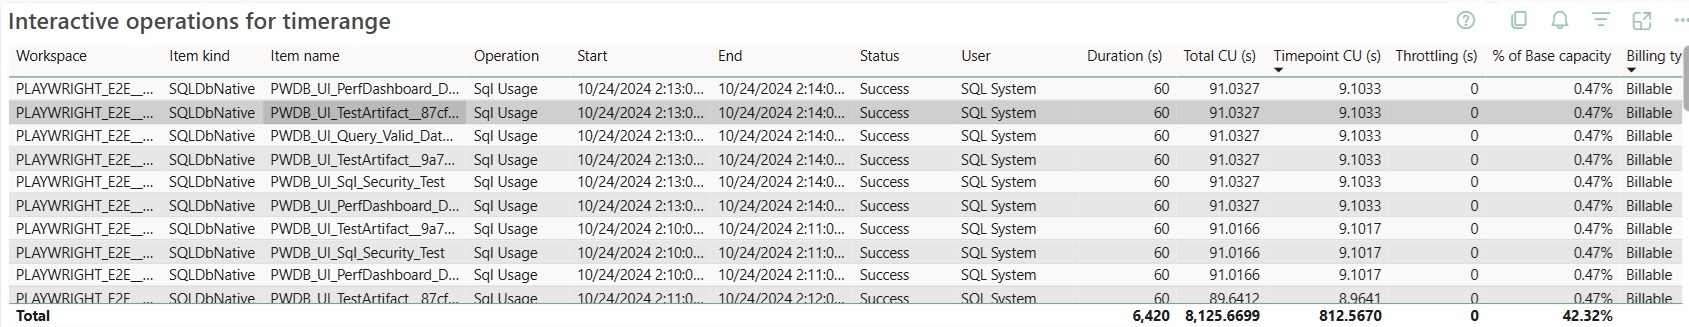 Interactive operations for timerange
Workspace Item kind Item name Operation Start End Status User Duration (s) Total CU (s) Timepoint CU (s) Throttling (s) % of Base capacity Billing ty
PLAYWRIGHT_E2E__... SQLDbNative PWDB_UI_PerfDashboard_D... Sql Usage 10/24/2024 2:13:0... 10/24/2024 2:14:0... Success SQL System 60 91.0327 9.1033 0 0.47% Billable
PLAYWRIGHT_E2E__... SQLDbNative PWDB_UI_TestArtifact__87cf... Sql Usage 10/24/2024 2:13:0... 10/24/2024 2:14:0... Success SQL System 60 91.0327 9.1033 0 0.47% Billable
PLAYWRIGHT_E2E__... SQLDbNative PWDB_UI_Query_Valid_Dat... Sql Usage 10/24/2024 2:13:0... 10/24/2024 2:14:0... Success SQL System 60 91.0327 9.1033 0 0.47% Billable
PLAYWRIGHT_E2E__... SQLDbNative PWDB_UI_TestArtifact__9a7... Sql Usage 10/24/2024 2:13:0... 10/24/2024 2:14:0... Success SQL System 60 91.0327 9.1033 0 0.47% Billable
PLAYWRIGHT_E2E__... SQLDbNative PWDB_UI_Sql_Security_Test Sql Usage 10/24/2024 2:13:0... 10/24/2024 2:14:0... Success SQL System 60 91.0327 9.1033 0 0.47% Billable
PLAYWRIGHT_E2E__... SQLDbNative PWDB_UI_PerfDashboard_D... Sql Usage 10/24/2024 2:13:0... 10/24/2024 2:14:0... Success SQL System 60 91.0327 9.1033 0 0.47% Billable
PLAYWRIGHT_E2E__... SQLDbNative PWDB_UI_TestArtifact__9a7... Sql Usage 10/24/2024 2:10:0... 10/24/2024 2:11:0... Success SQL System 60 91.0166 9.1017 0 0.47% Billable
PLAYWRIGHT_E2E__... SQLDbNative PWDB_UI_Sql_Security_Test Sql Usage 10/24/2024 2:10:0... 10/24/2024 2:11:0... Success SQL System 60 91.0166 9.1017 0 0.47% Billable
PLAYWRIGHT_E2E__... SQLDbNative PWDB_UI_PerfDashboard_D... Sql Usage 10/24/2024 2:10:0... 10/24/2024 2:11:0... Success SQL System 60 91.0166 9.1017 0 0.47% Billable
PLAYWRIGHT_E2E__... SQLDbNative PWDB_UI_TestArtifact__87cf... Sql Usage 10/24/2024 2:11:0... 10/24/2024 2:12:0... Success SQL System 60 89.6412 8.9641 0 0.47% Billable
Total 6,420 8,125.6699 812.5670 0 42.32%